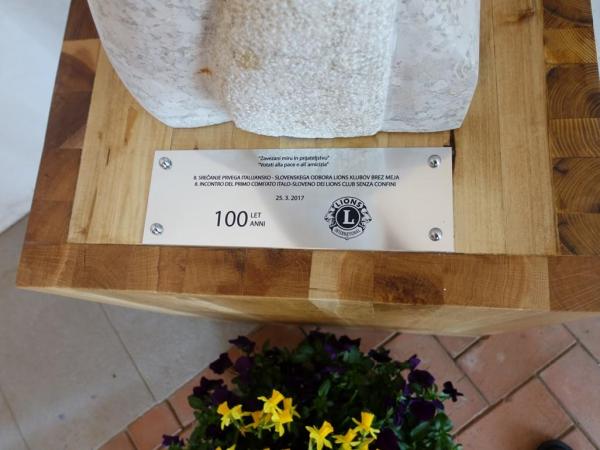 "Zavezani miru in prijateljstvu"
"Votati alla pace e all'amicizia"
8. SREČANJE PRVEGA ITALIJANSKO - SLOVENSKEGA ODBORA LIONS KLUBOV BREZ MEJA
8. INCONTRO DEL PRIMO COMITATO ITALO-SLOVENO DEI LIONS CLUB SENZA CONFINI
25. 3. 2017
100 LET
ANNI
LIONS
L
INTERNATIONAL